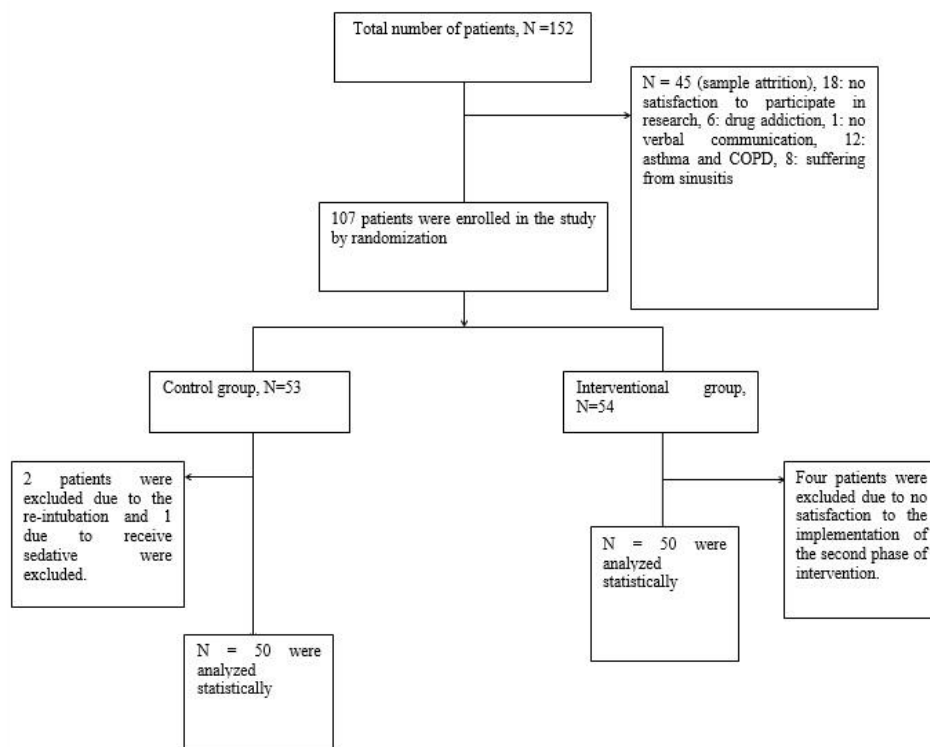 Total number of patients, N =152
N = 45 (sample attrition), 18: no
satisfaction to participate in
research, 6: drug addiction, 1: no
verbal communication, 12:
asthma and COPD, 8: suffering
from sinusitis
107 patients were enrolled in the study
by randomization
Control group, N=53
Interventional group,
N=54
2 patients were
excluded due to the
re-intubation and 1
due to receive
sedative were
excluded.
Four patients were
excluded due to no
satisfaction to the
implementation of
the second phase of
intervention.
N = 50 were
analyzed
statistically
N = 50 were
analyzed
statistically